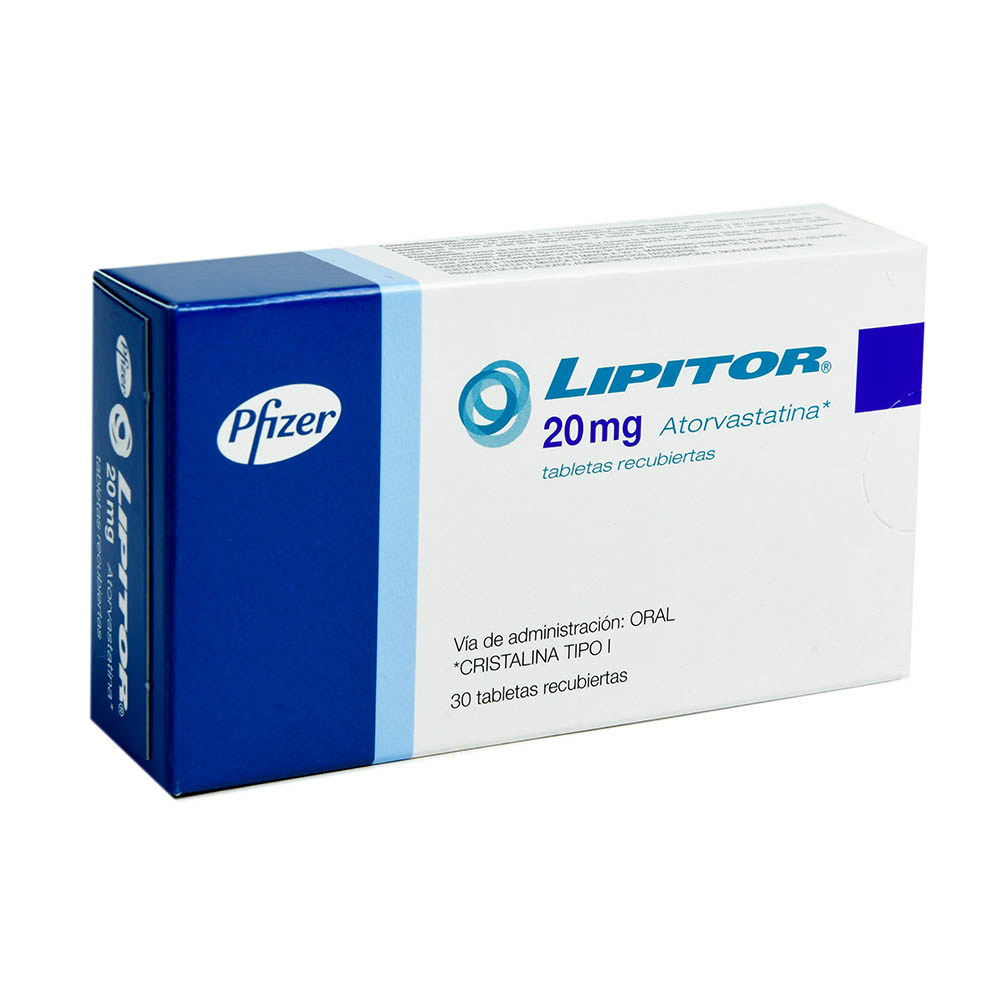 Pfizer
LIPITOR®
20 mg Atorvastatina*
tabletas recubiertas
Vía de administración: ORAL
*CRISTALINA TIPO I
30 tabletas recubiertas
Pfizer
LIPITOR®
20 mg Atorvastatina*
tabletas recubiertas